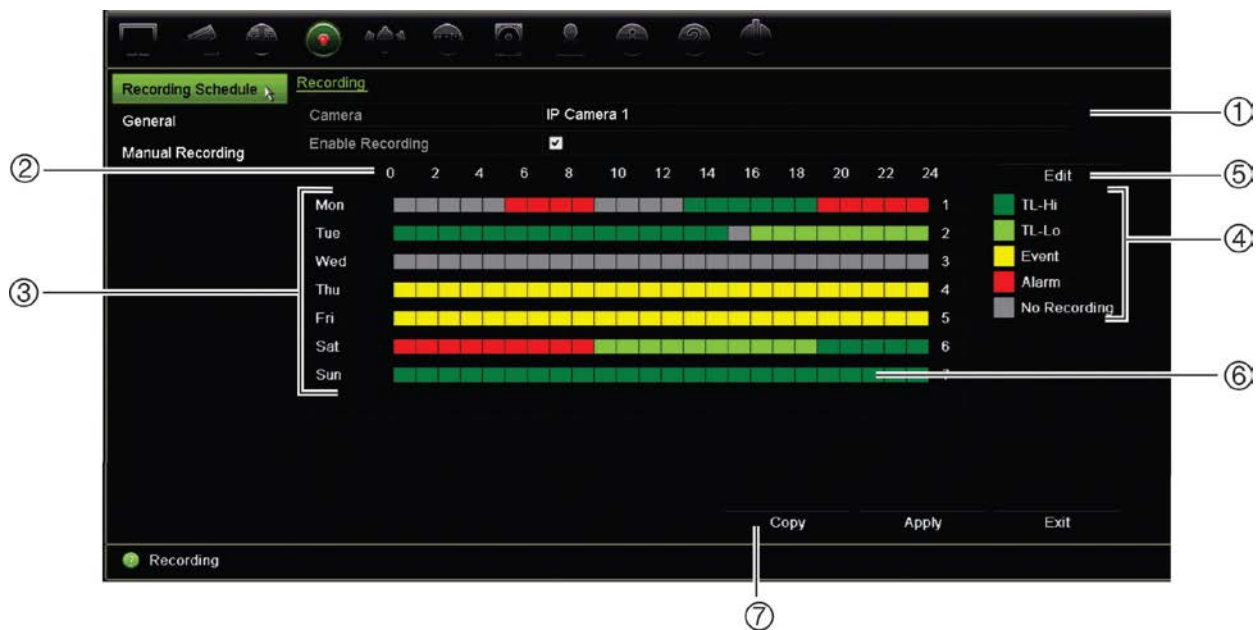 Recording Schedule Recording
General Camera IP Camera 1 ①
Manual Recording Enable Recording
② 0 2 4 6 8 10 12 14 16 18 20 22 24 Edit ⑤
Mon 1 TL-Hi
Tue 2 TL-Lo ④
Wed 3 Event
③ Thu 4 Alarm
Fri 5 No Recording
Sat 6
Sun ⑥
Copy Apply Exit
Recording
⑦